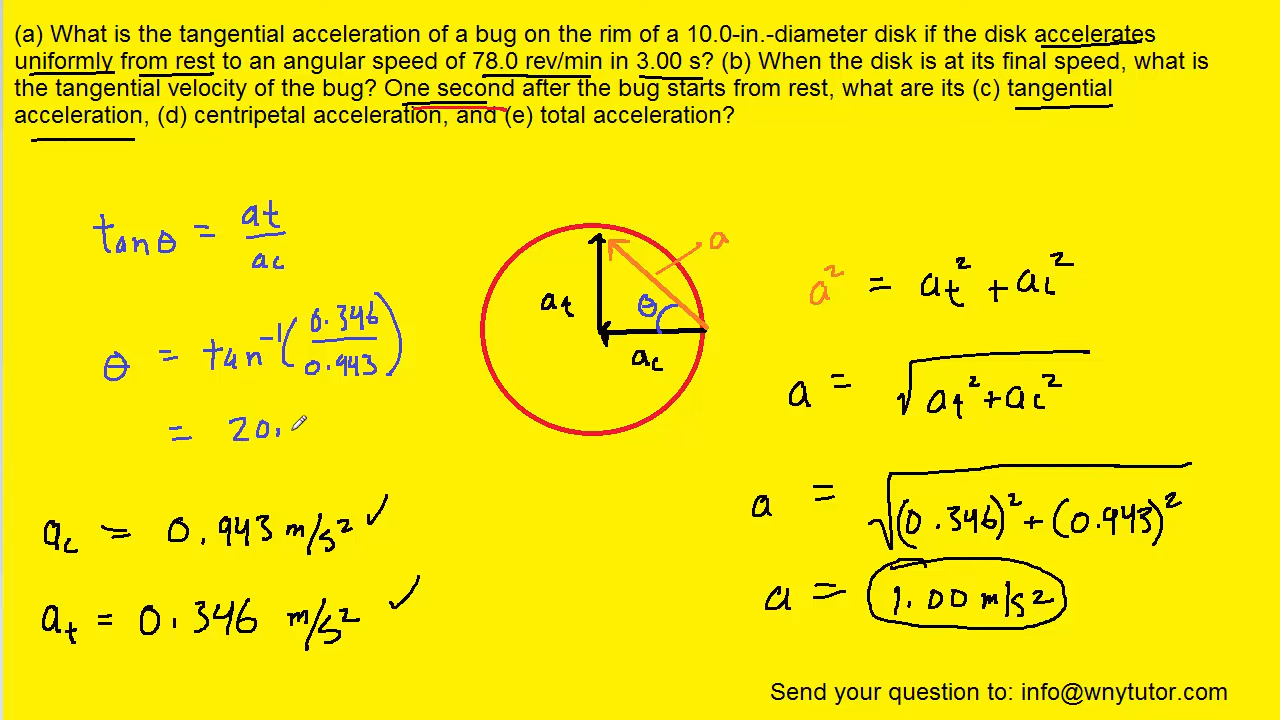 (a) What is the tangential acceleration of a bug on the rim of a 10.0-in.-diameter disk if the disk accelerates
uniformly from rest to an angular speed of 78.0 rev/min in 3.00 s? (b) When the disk is at its final speed, what is
the tangential velocity of the bug? One second after the bug starts from rest, what are its (c) tangential
acceleration, (d) centripetal acceleration, and (e) total acceleration?
tanθ = at/ac
θ = tan⁻¹(0.346/0.943)
= 20.
ac = 0.943 m/s² ✓
at = 0.346 m/s² ✓
a
at
θ
ac
a² = at² + ac²
a = √(at² + ac²)
a = √((0.346)² + (0.943)²)
a = 1.00 m/s²
Send your question to: info@wnytutor.com